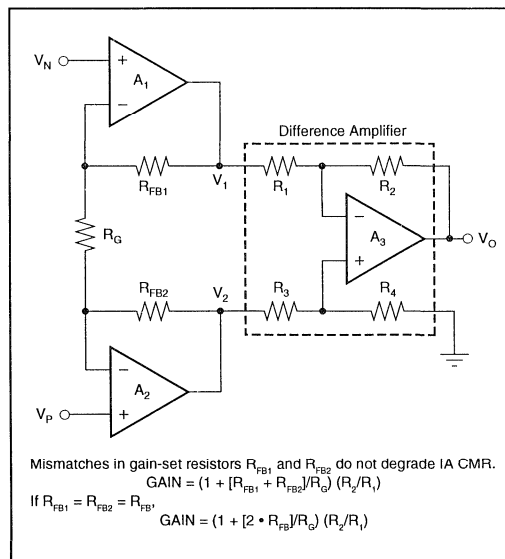 V_N
+
A_1
−
Difference Amplifier
R_FB1
V_1
R_1
R_2
R_G
−
A_3
+
V_O
R_FB2
V_2
R_3
R_4
−
A_2
V_P
+
Mismatches in gain-set resistors R_FB1 and R_FB2 do not degrade IA CMR.
GAIN = (1 + [R_FB1 + R_FB2]/R_G) (R_2/R_1)
If R_FB1 = R_FB2 = R_FB,
GAIN = (1 + [2 • R_FB]/R_G) (R_2/R_1)